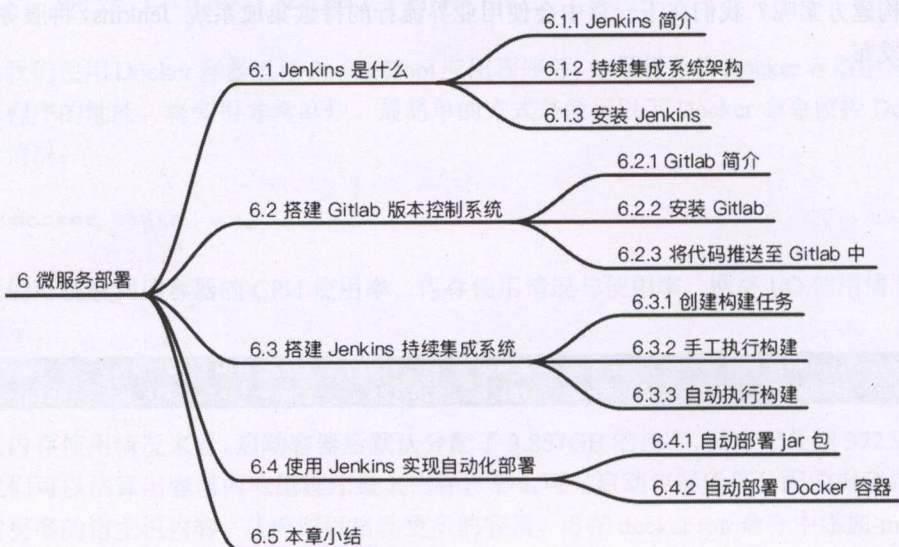 6 微服务部署
6.1 Jenkins 是什么
6.1.1 Jenkins 简介
6.1.2 持续集成系统架构
6.1.3 安装 Jenkins
6.2 搭建 Gitlab 版本控制系统
6.2.1 Gitlab 简介
6.2.2 安装 Gitlab
6.2.3 将代码推送至 Gitlab 中
6.3 搭建 Jenkins 持续集成系统
6.3.1 创建构建任务
6.3.2 手工执行构建
6.3.3 自动执行构建
6.4 使用 Jenkins 实现自动化部署
6.4.1 自动部署 jar 包
6.4.2 自动部署 Docker 容器
6.5 本章小结